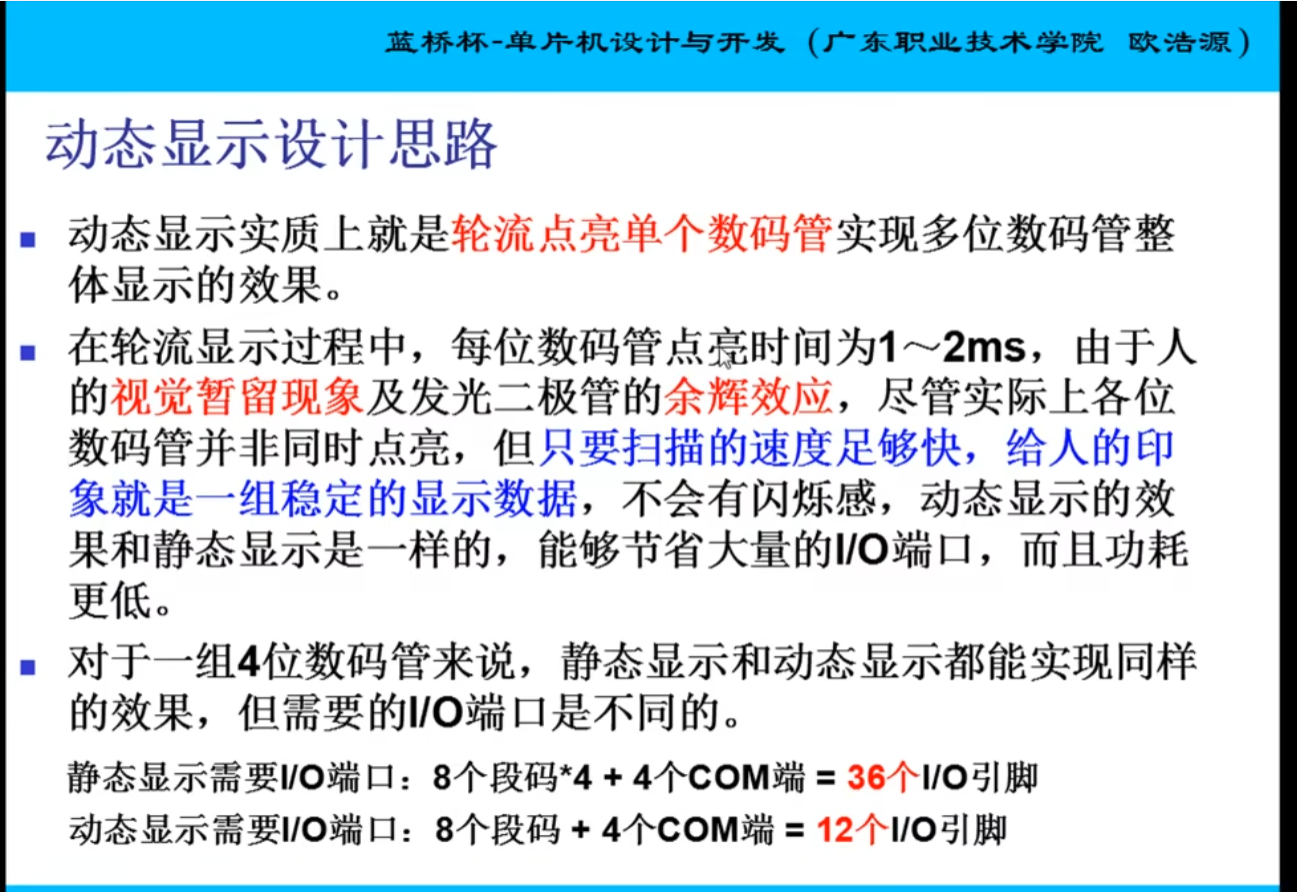 蓝桥杯-单片机设计与开发（广东职业技术学院 欧浩源）
动态显示设计思路
动态显示实质上就是轮流点亮单个数码管实现多位数码管整
体显示的效果。
在轮流显示过程中，每位数码管点亮时间为1～2ms，由于人
的视觉暂留现象及发光二极管的余辉效应，尽管实际上各位
数码管并非同时点亮，但只要扫描的速度足够快，给人的印
象就是一组稳定的显示数据，不会有闪烁感，动态显示的效
果和静态显示是一样的，能够节省大量的I/O端口，而且功耗
更低。
对于一组4位数码管来说，静态显示和动态显示都能实现同样
的效果，但需要的I/O端口是不同的。
静态显示需要I/O端口：8个段码*4 + 4个COM端 = 36个I/O引脚
动态显示需要I/O端口：8个段码 + 4个COM端 = 12个I/O引脚